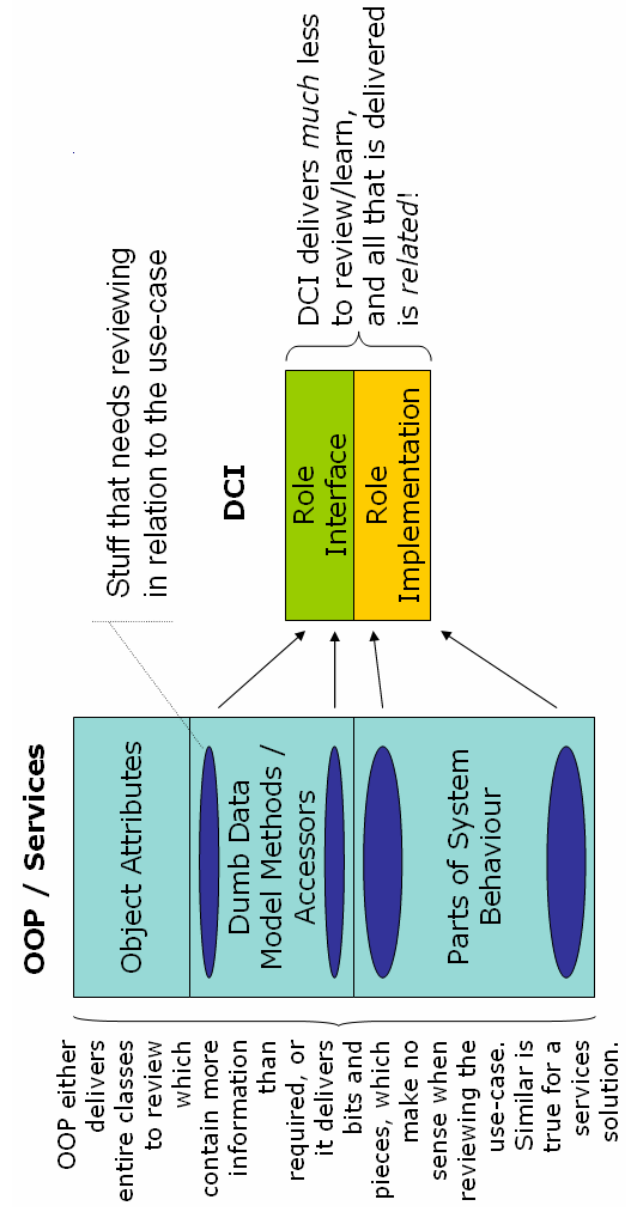 OOP / Services
OOP either
delivers
entire classes
to review
which
contain more
information
than
required, or
it delivers
bits and
pieces, which
make no
sense when
reviewing the
use-case.
Similar is
true for a
services
solution.
Object Attributes
Dumb Data
Model Methods /
Accessors
Parts of System
Behaviour
Stuff that needs reviewing
in relation to the use-case
DCI
Role
Interface
Role
Implementation
DCI delivers much less
to review/learn,
and all that is delivered
is related!